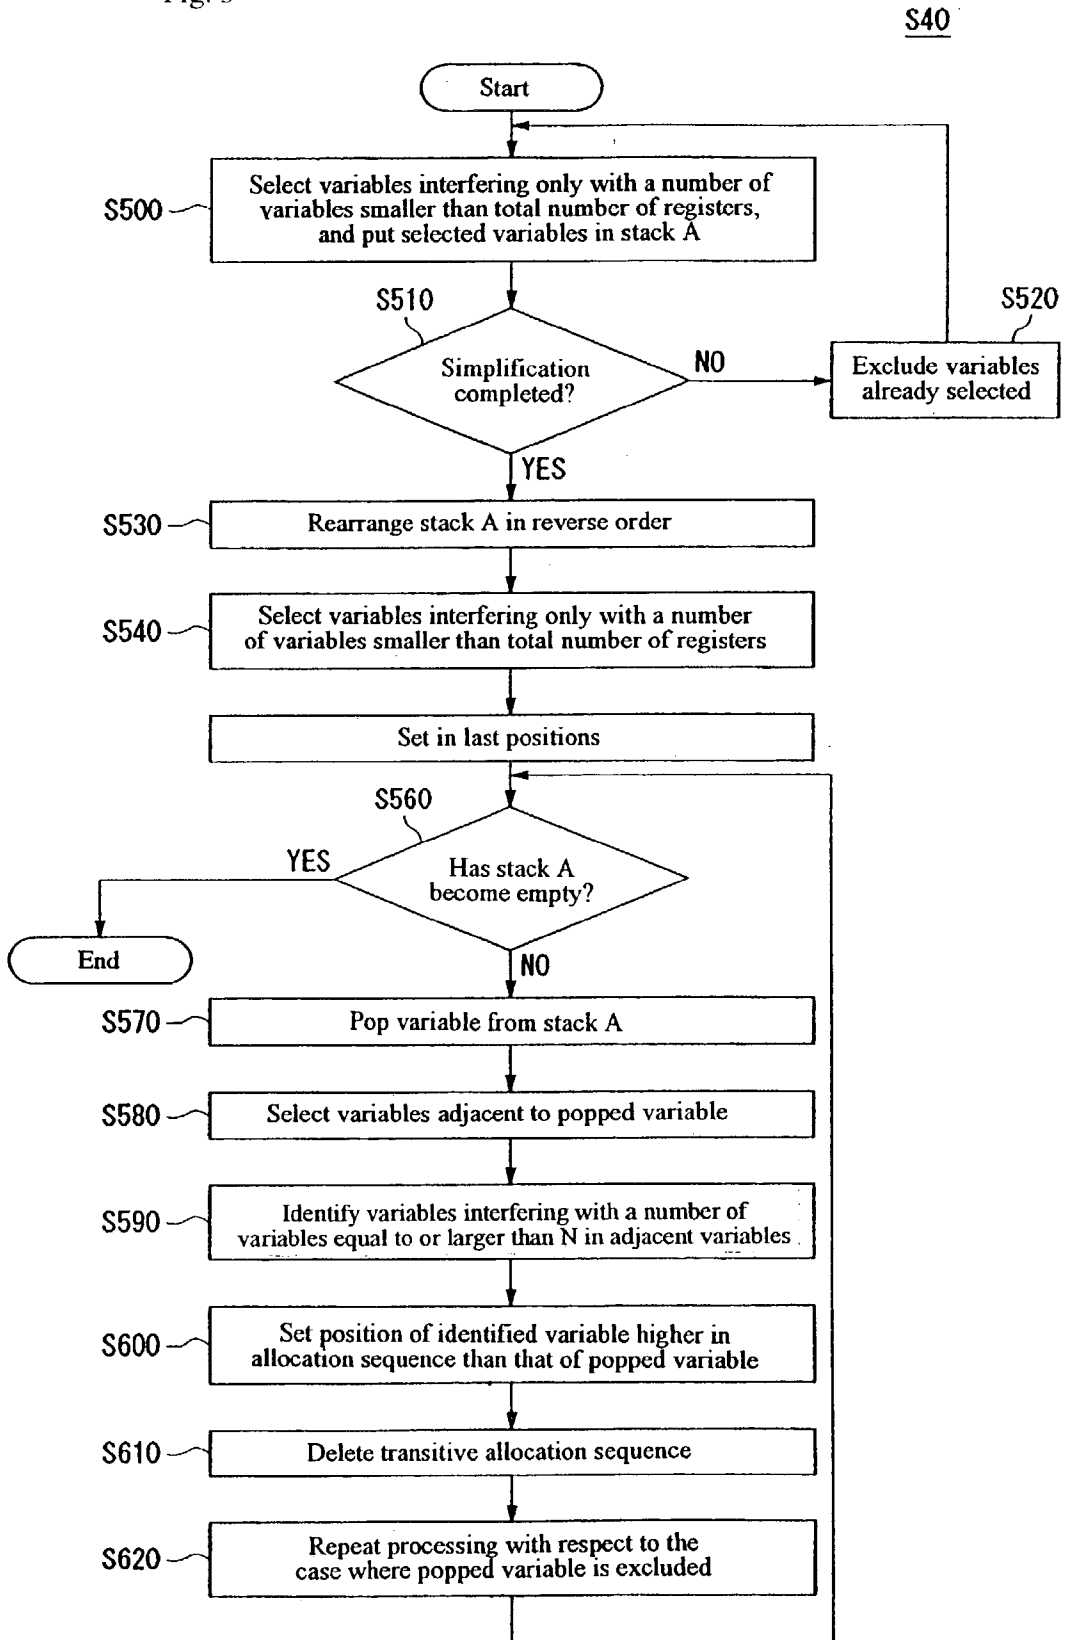 S40
Start
S500
Select variables interfering only with a number of
variables smaller than total number of registers,
and put selected variables in stack A
S510
Simplification
completed?
NO
S520
Exclude variables
already selected
YES
S530
Rearrange stack A in reverse order
S540
Select variables interfering only with a number
of variables smaller than total number of registers
Set in last positions
S560
Has stack A
become empty?
YES
End
NO
S570
Pop variable from stack A
S580
Select variables adjacent to popped variable
S590
Identify variables interfering with a number of
variables equal to or larger than N in adjacent variables
S600
Set position of identified variable higher in
allocation sequence than that of popped variable
S610
Delete transitive allocation sequence
S620
Repeat processing with respect to the
case where popped variable is excluded